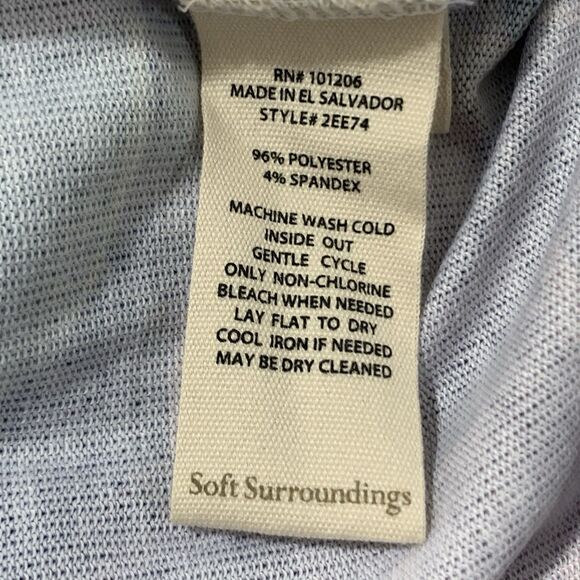 RN# 101206
MADE IN EL SALVADOR
STYLE# 2EE74
96% POLYESTER
4% SPANDEX
MACHINE WASH COLD
INSIDE OUT
GENTLE CYCLE
ONLY NON-CHLORINE
BLEACH WHEN NEEDED
LAY FLAT TO DRY
COOL IRON IF NEEDED
MAY BE DRY CLEANED
Soft Surroundings